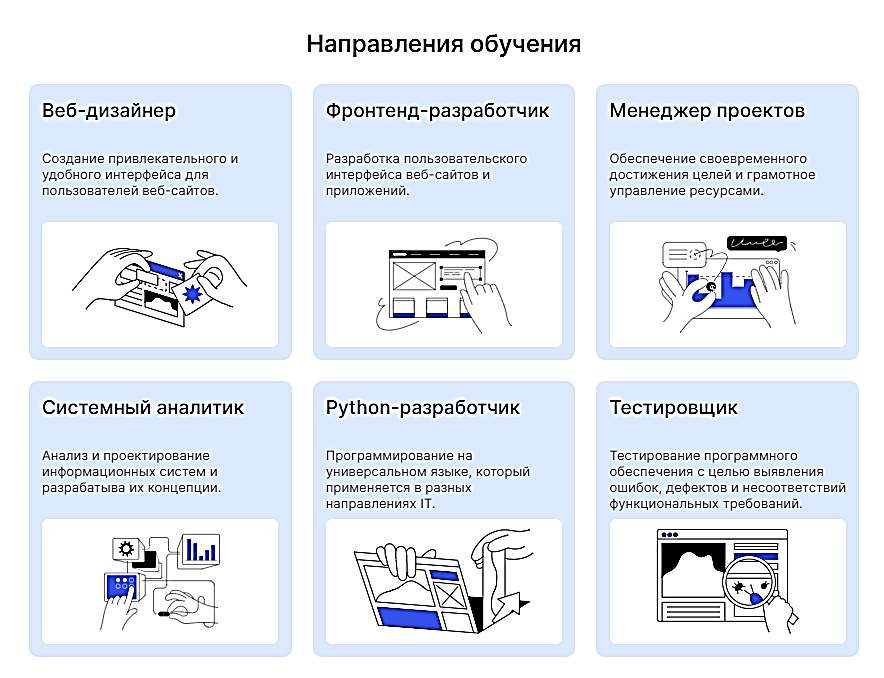 Направления обучения
Веб-дизайнер
Создание привлекательного и
удобного интерфейса для
пользователей веб-сайтов.
Фронтенд-разработчик
Разработка пользовательского
интерфейса веб-сайтов и
приложений.
Менеджер проектов
Обеспечение своевременного
достижения целей и грамотное
управление ресурсами.
Системный аналитик
Анализ и проектирование
информационных систем и
разрабатыва их концепции.
Python-разработчик
Программирование на
универсальном языке, который
применяется в разных
направлениях IT.
Тестировщик
Тестирование программного
обеспечения с целью выявления
ошибок, дефектов и несоответствий
функциональных требований.